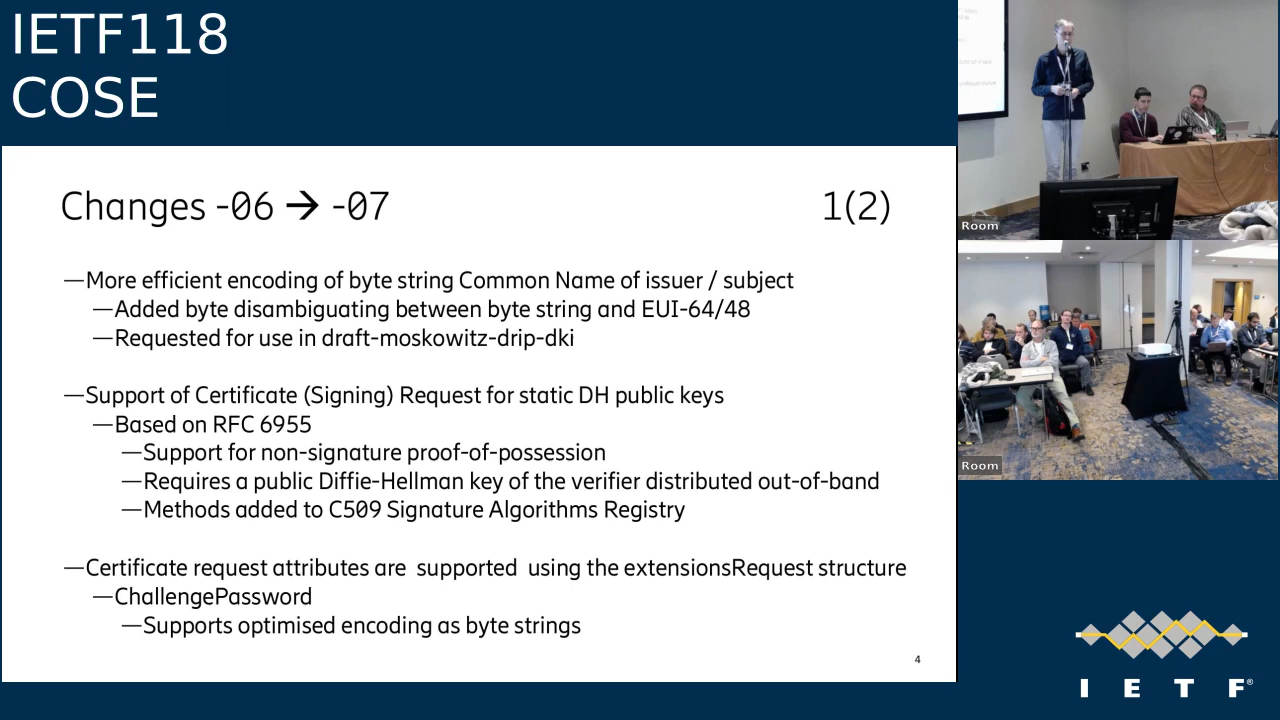 IETF118
COSE
Changes -06 → -07
1(2)
—More efficient encoding of byte string Common Name of issuer / subject
—Added byte disambiguating between byte string and EUI-64/48
—Requested for use in draft-moskowitz-drip-dki
—Support of Certificate (Signing) Request for static DH public keys
—Based on RFC 6955
—Support for non-signature proof-of-possession
—Requires a public Diffie-Hellman key of the verifier distributed out-of-band
—Methods added to C509 Signature Algorithms Registry
—Certificate request attributes are  supported  using the extensionsRequest structure
—ChallengePassword
—Supports optimised encoding as byte strings
4
Room
Room
I E T F®